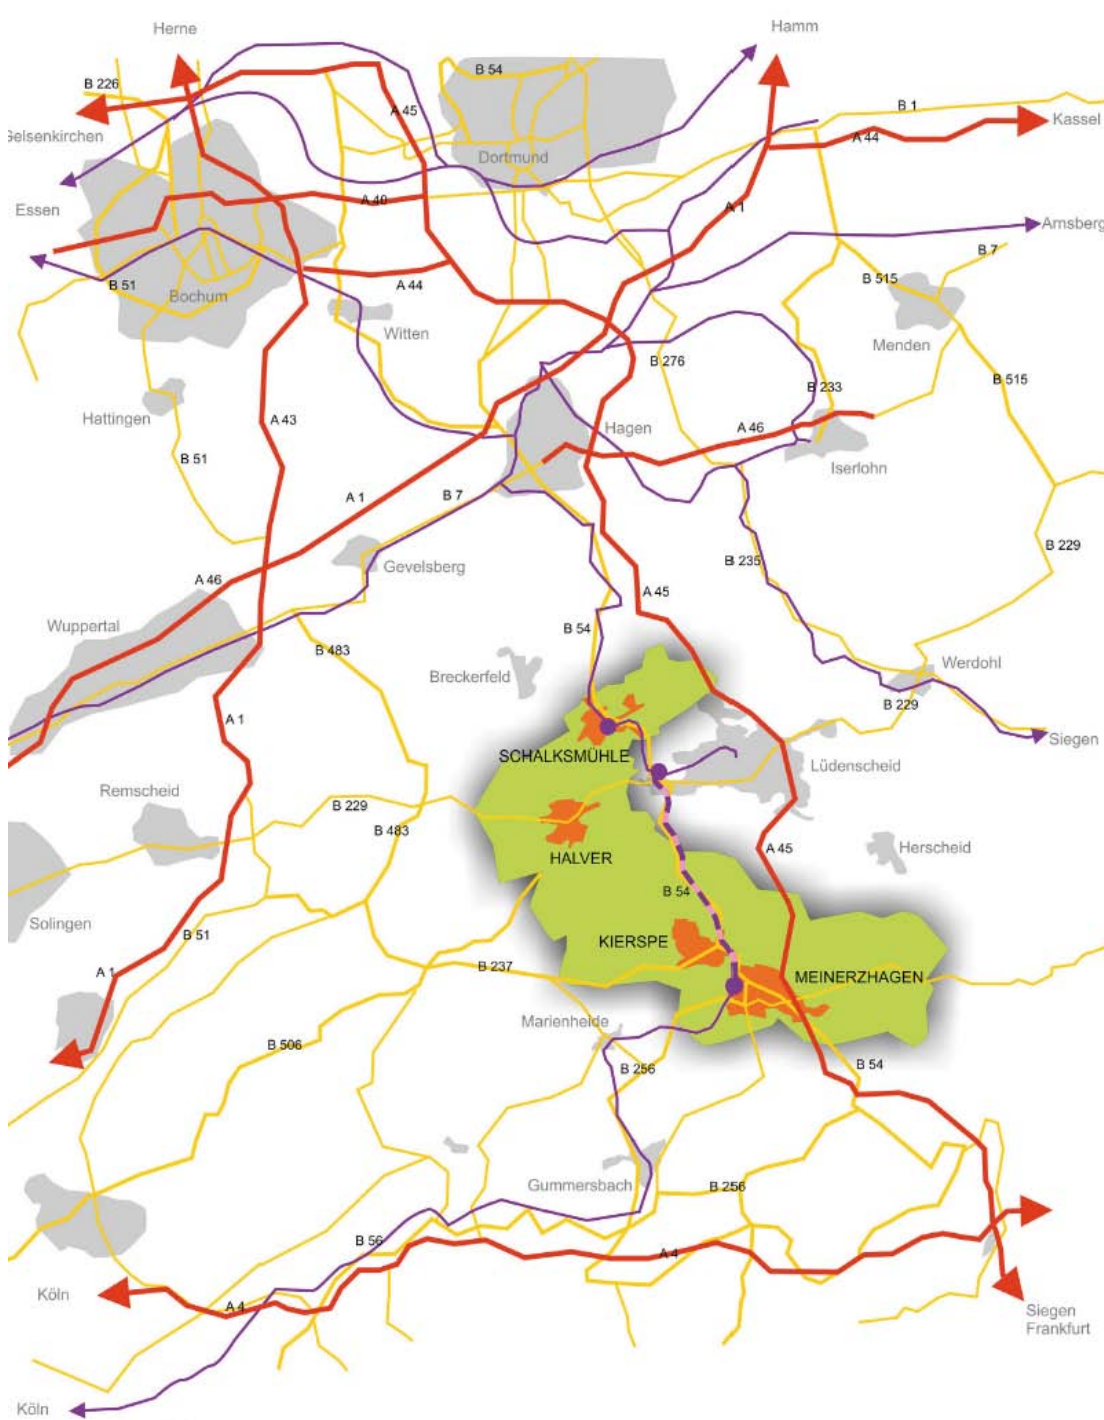 Herne
Hamm
B 54
B 226
A 45
B 1
Kassel
Gelsenkirchen
A 44
Dortmund
Essen
A 40
A 1
Arnsberg
B 7
B 51
A 44
B 515
Bochum
Witten
Menden
B 276
B 515
B 233
Hattingen
A 43
Hagen
A 46
B 51
Iserlohn
A 1
B 7
B 229
Gevelsberg
B 235
A 46
A 45
Wuppertal
B 54
B 483
Breckerfeld
Werdohl
B 229
A 1
Siegen
SCHALKSMÜHLE
Lüdenscheid
Remscheid
B 229
B 483
A 45
Herscheid
HALVER
B 54
Solingen
B 51
KIERSPE
A 1
B 237
MEINERZHAGEN
Marienheide
B 506
B 256
B 54
Gummersbach
B 256
B 56
A 4
Köln
A 4
Siegen
Frankfurt
Köln